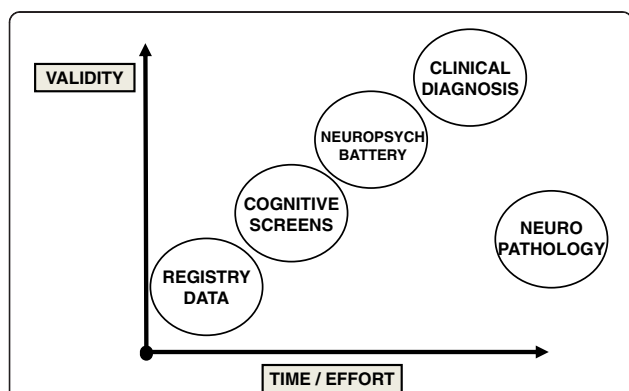 VALIDITY
CLINICAL
DIAGNOSIS
NEUROPSYCH
BATTERY
COGNITIVE
SCREENS
NEURO
PATHOLOGY
REGISTRY
DATA
TIME / EFFORT